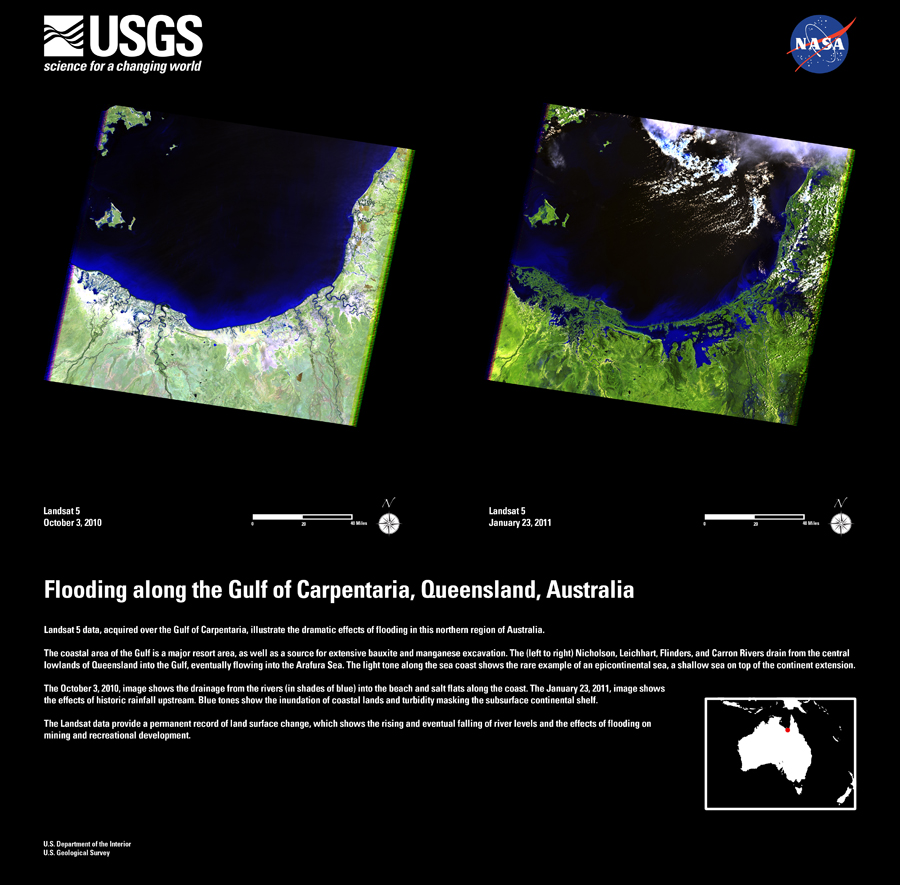 USGS
science for a changing world
NASA
Landsat 5
October 3, 2010
0 20 40 Miles
N
Landsat 5
January 23, 2011
0 20 40 Miles
N
Flooding along the Gulf of Carpentaria, Queensland, Australia
Landsat 5 data, acquired over the Gulf of Carpentaria, illustrate the dramatic effects of flooding in this northern region of Australia.
The coastal area of the Gulf is a major resort area, as well as a source for extensive bauxite and manganese excavation. The (left to right) Nicholson, Leichhart, Flinders, and Carron Rivers drain from the central
lowlands of Queensland into the Gulf, eventually flowing into the Arafura Sea. The light tone along the sea coast shows the rare example of an epicontinental sea, a shallow sea on top of the continent extension.
The October 3, 2010, image shows the drainage from the rivers (in shades of blue) into the beach and salt flats along the coast. The January 23, 2011, image shows
the effects of historic rainfall upstream. Blue tones show the inundation of coastal lands and turbidity masking the subsurface continental shelf.
The Landsat data provide a permanent record of land surface change, which shows the rising and eventual falling of river levels and the effects of flooding on
mining and recreational development.
U.S. Department of the Interior
U.S. Geological Survey